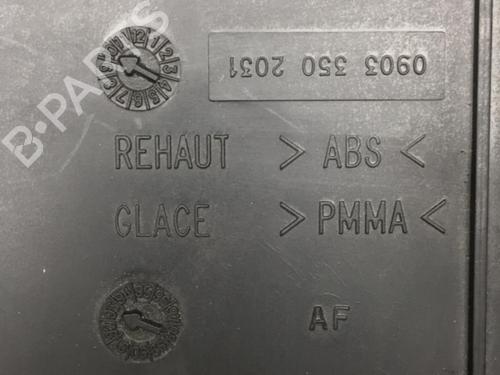 0903 350 2031
REHAUT >ABS<
GLACE >PMMA<
AF
B-PARTS